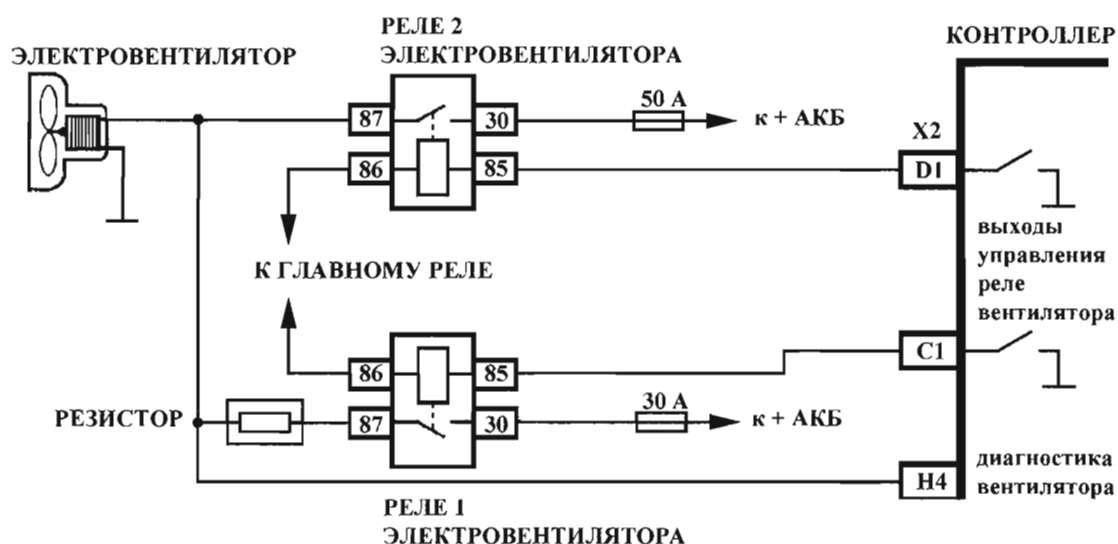 РЕЛЕ 2
ЭЛЕКТРОВЕНТИЛЯТОРА
ЭЛЕКТРОВЕНТИЛЯТОР
КОНТРОЛЛЕР
87
30
50 А
к + АКБ
X2
86
85
D1
выходы
управления
реле
вентилятора
К ГЛАВНОМУ РЕЛЕ
86
85
C1
РЕЗИСТОР
87
30
30 А
к + АКБ
H4
диагностика
вентилятора
РЕЛЕ 1
ЭЛЕКТРОВЕНТИЛЯТОРА